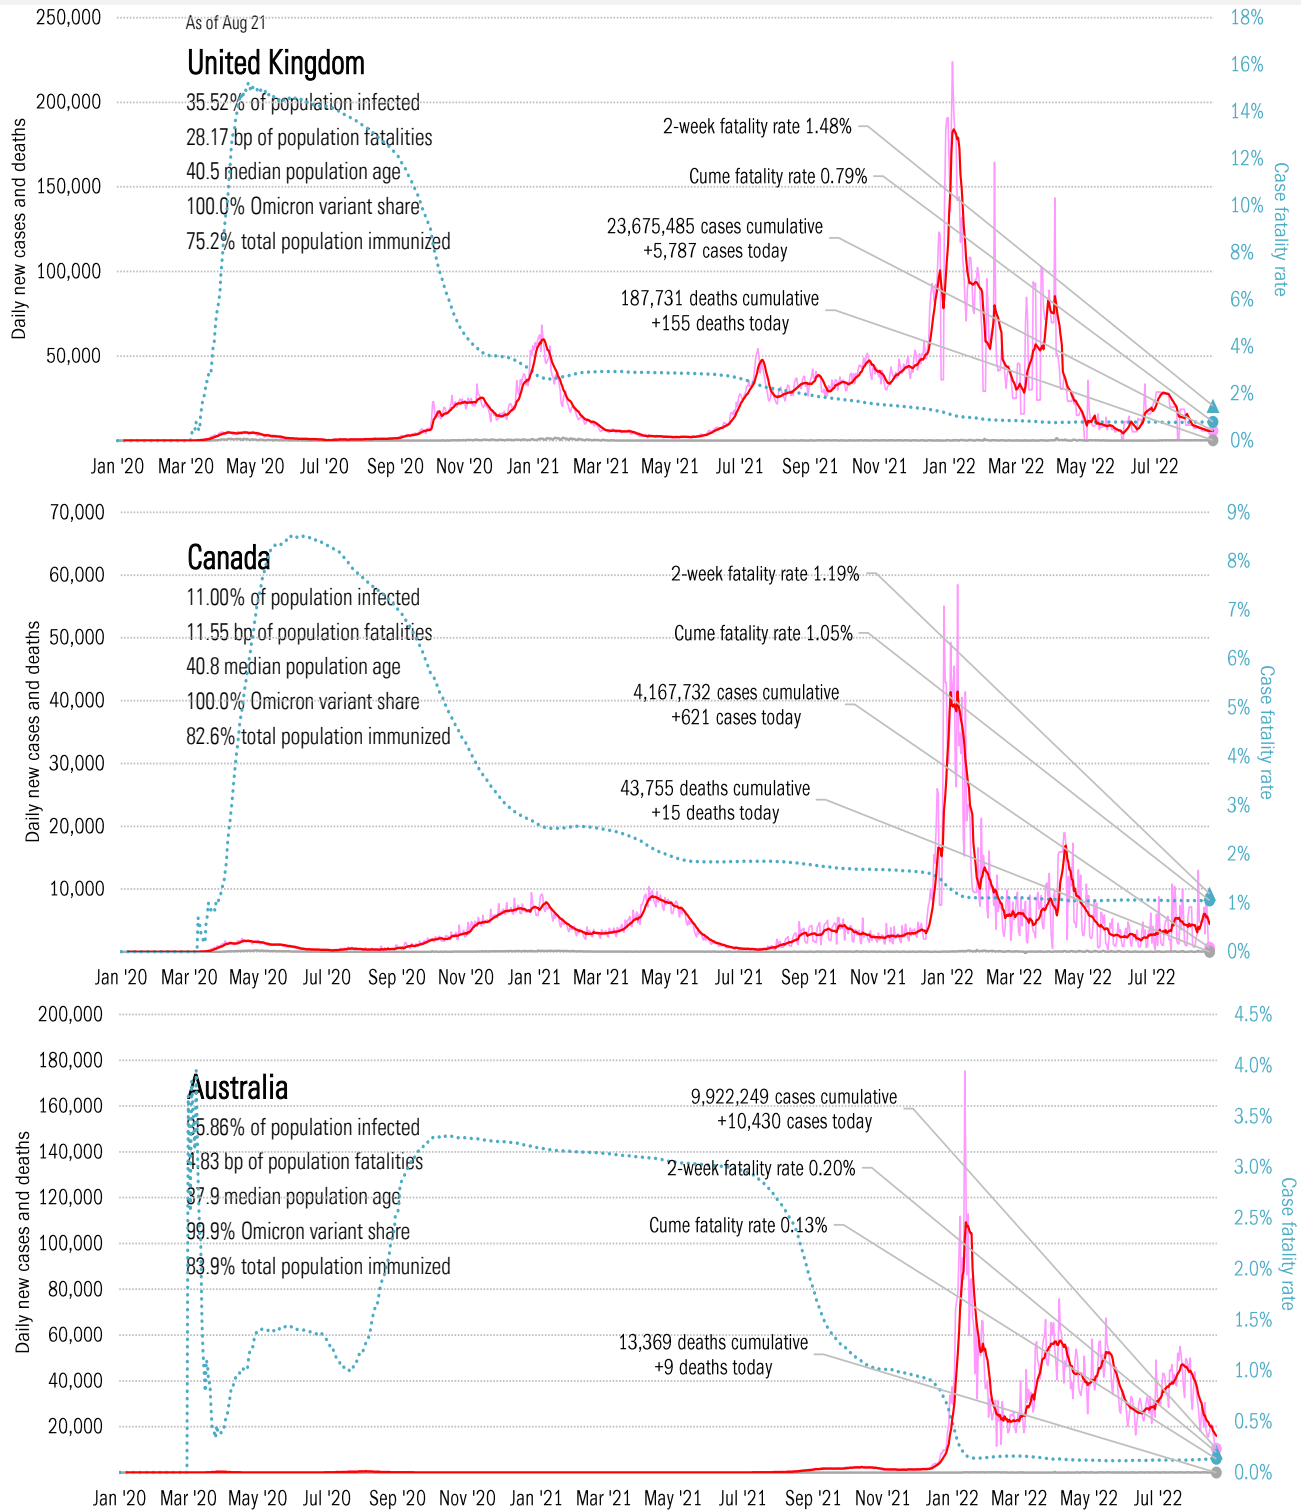 As of Aug 21
United Kingdom
35.52% of population infected
28.17 bp of population fatalities
40.5 median population age
100.0% Omicron variant share
75.2% total population immunized
2-week fatality rate 1.48%
Cume fatality rate 0.79%
23,675,485 cases cumulative
+5,787 cases today
187,731 deaths cumulative
+155 deaths today
Daily new cases and deaths
250,000
200,000
150,000
100,000
50,000
Case fatality rate
18%
16%
14%
12%
10%
8%
6%
4%
2%
0%
Jan '20 Mar '20 May '20 Jul '20 Sep '20 Nov '20 Jan '21 Mar '21 May '21 Jul '21 Sep '21 Nov '21 Jan '22 Mar '22 May '22 Jul '22
Canada
11.00% of population infected
11.55 bp of population fatalities
40.8 median population age
100.0% Omicron variant share
82.6% total population immunized
2-week fatality rate 1.19%
Cume fatality rate 1.05%
4,167,732 cases cumulative
+621 cases today
43,755 deaths cumulative
+15 deaths today
Daily new cases and deaths
70,000
60,000
50,000
40,000
30,000
20,000
10,000
Case fatality rate
9%
8%
7%
6%
5%
4%
3%
2%
1%
0%
Jan '20 Mar '20 May '20 Jul '20 Sep '20 Nov '20 Jan '21 Mar '21 May '21 Jul '21 Sep '21 Nov '21 Jan '22 Mar '22 May '22 Jul '22
Australia
35.86% of population infected
4.83 bp of population fatalities
37.9 median population age
99.9% Omicron variant share
83.9% total population immunized
9,922,249 cases cumulative
+10,430 cases today
2-week fatality rate 0.20%
Cume fatality rate 0.13%
13,369 deaths cumulative
+9 deaths today
Daily new cases and deaths
200,000
180,000
160,000
140,000
120,000
100,000
80,000
60,000
40,000
20,000
Case fatality rate
4.5%
4.0%
3.5%
3.0%
2.5%
2.0%
1.5%
1.0%
0.5%
0.0%
Jan '20 Mar '20 May '20 Jul '20 Sep '20 Nov '20 Jan '21 Mar '21 May '21 Jul '21 Sep '21 Nov '21 Jan '22 Mar '22 May '22 Jul '22